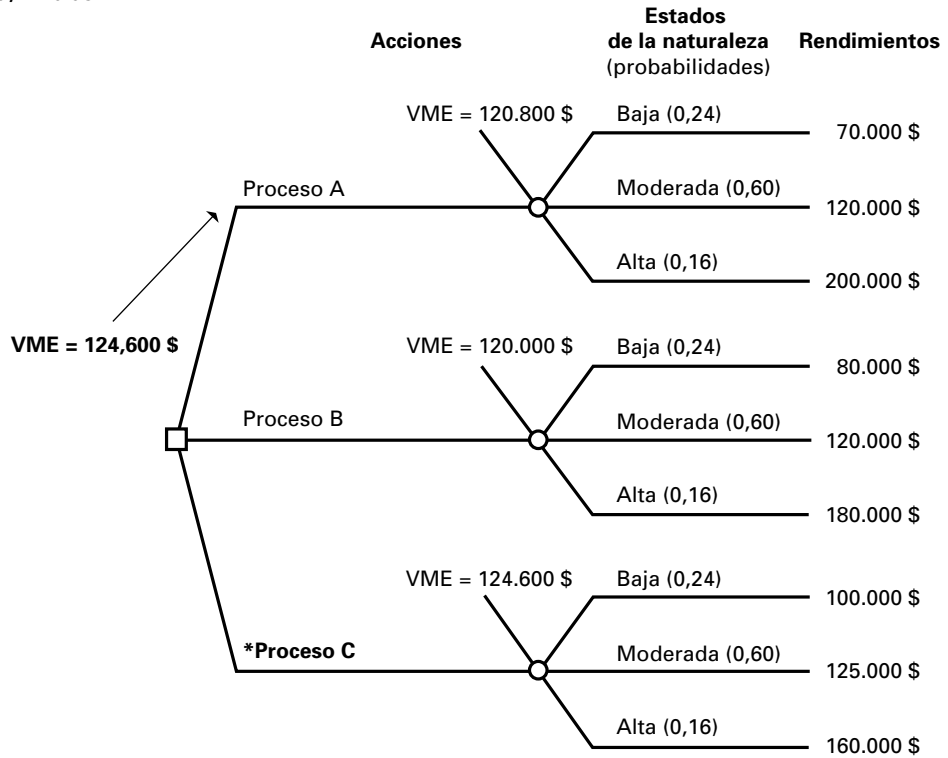 Acciones
Estados
de la naturaleza
(probabilidades)
Rendimientos
VME = 120.800 $
Baja (0,24)
70.000 $
Proceso A
Moderada (0,60)
120.000 $
Alta (0,16)
200.000 $
VME = 124,600 $
VME = 120.000 $
Baja (0,24)
80.000 $
Proceso B
Moderada (0,60)
120.000 $
Alta (0,16)
180.000 $
VME = 124.600 $
Baja (0,24)
100.000 $
*Proceso C
Moderada (0,60)
125.000 $
Alta (0,16)
160.000 $